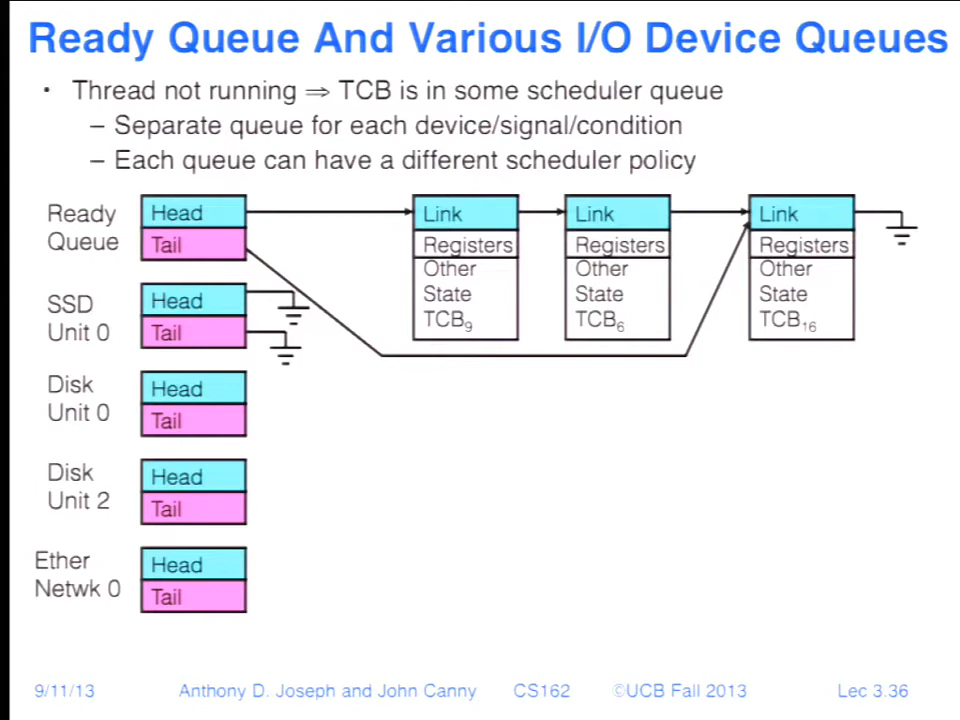 Ready Queue And Various I/O Device Queues
• Thread not running ⇒ TCB is in some scheduler queue
– Separate queue for each device/signal/condition
– Each queue can have a different scheduler policy
Ready
Queue
Head
Tail
Link
Registers
Other
State
TCB₉
Link
Registers
Other
State
TCB₆
Link
Registers
Other
State
TCB₁₆
SSD
Unit 0
Head
Tail
Disk
Unit 0
Head
Tail
Disk
Unit 2
Head
Tail
Ether
Netwk 0
Head
Tail
9/11/13 Anthony D. Joseph and John Canny CS162 ©UCB Fall 2013 Lec 3.36